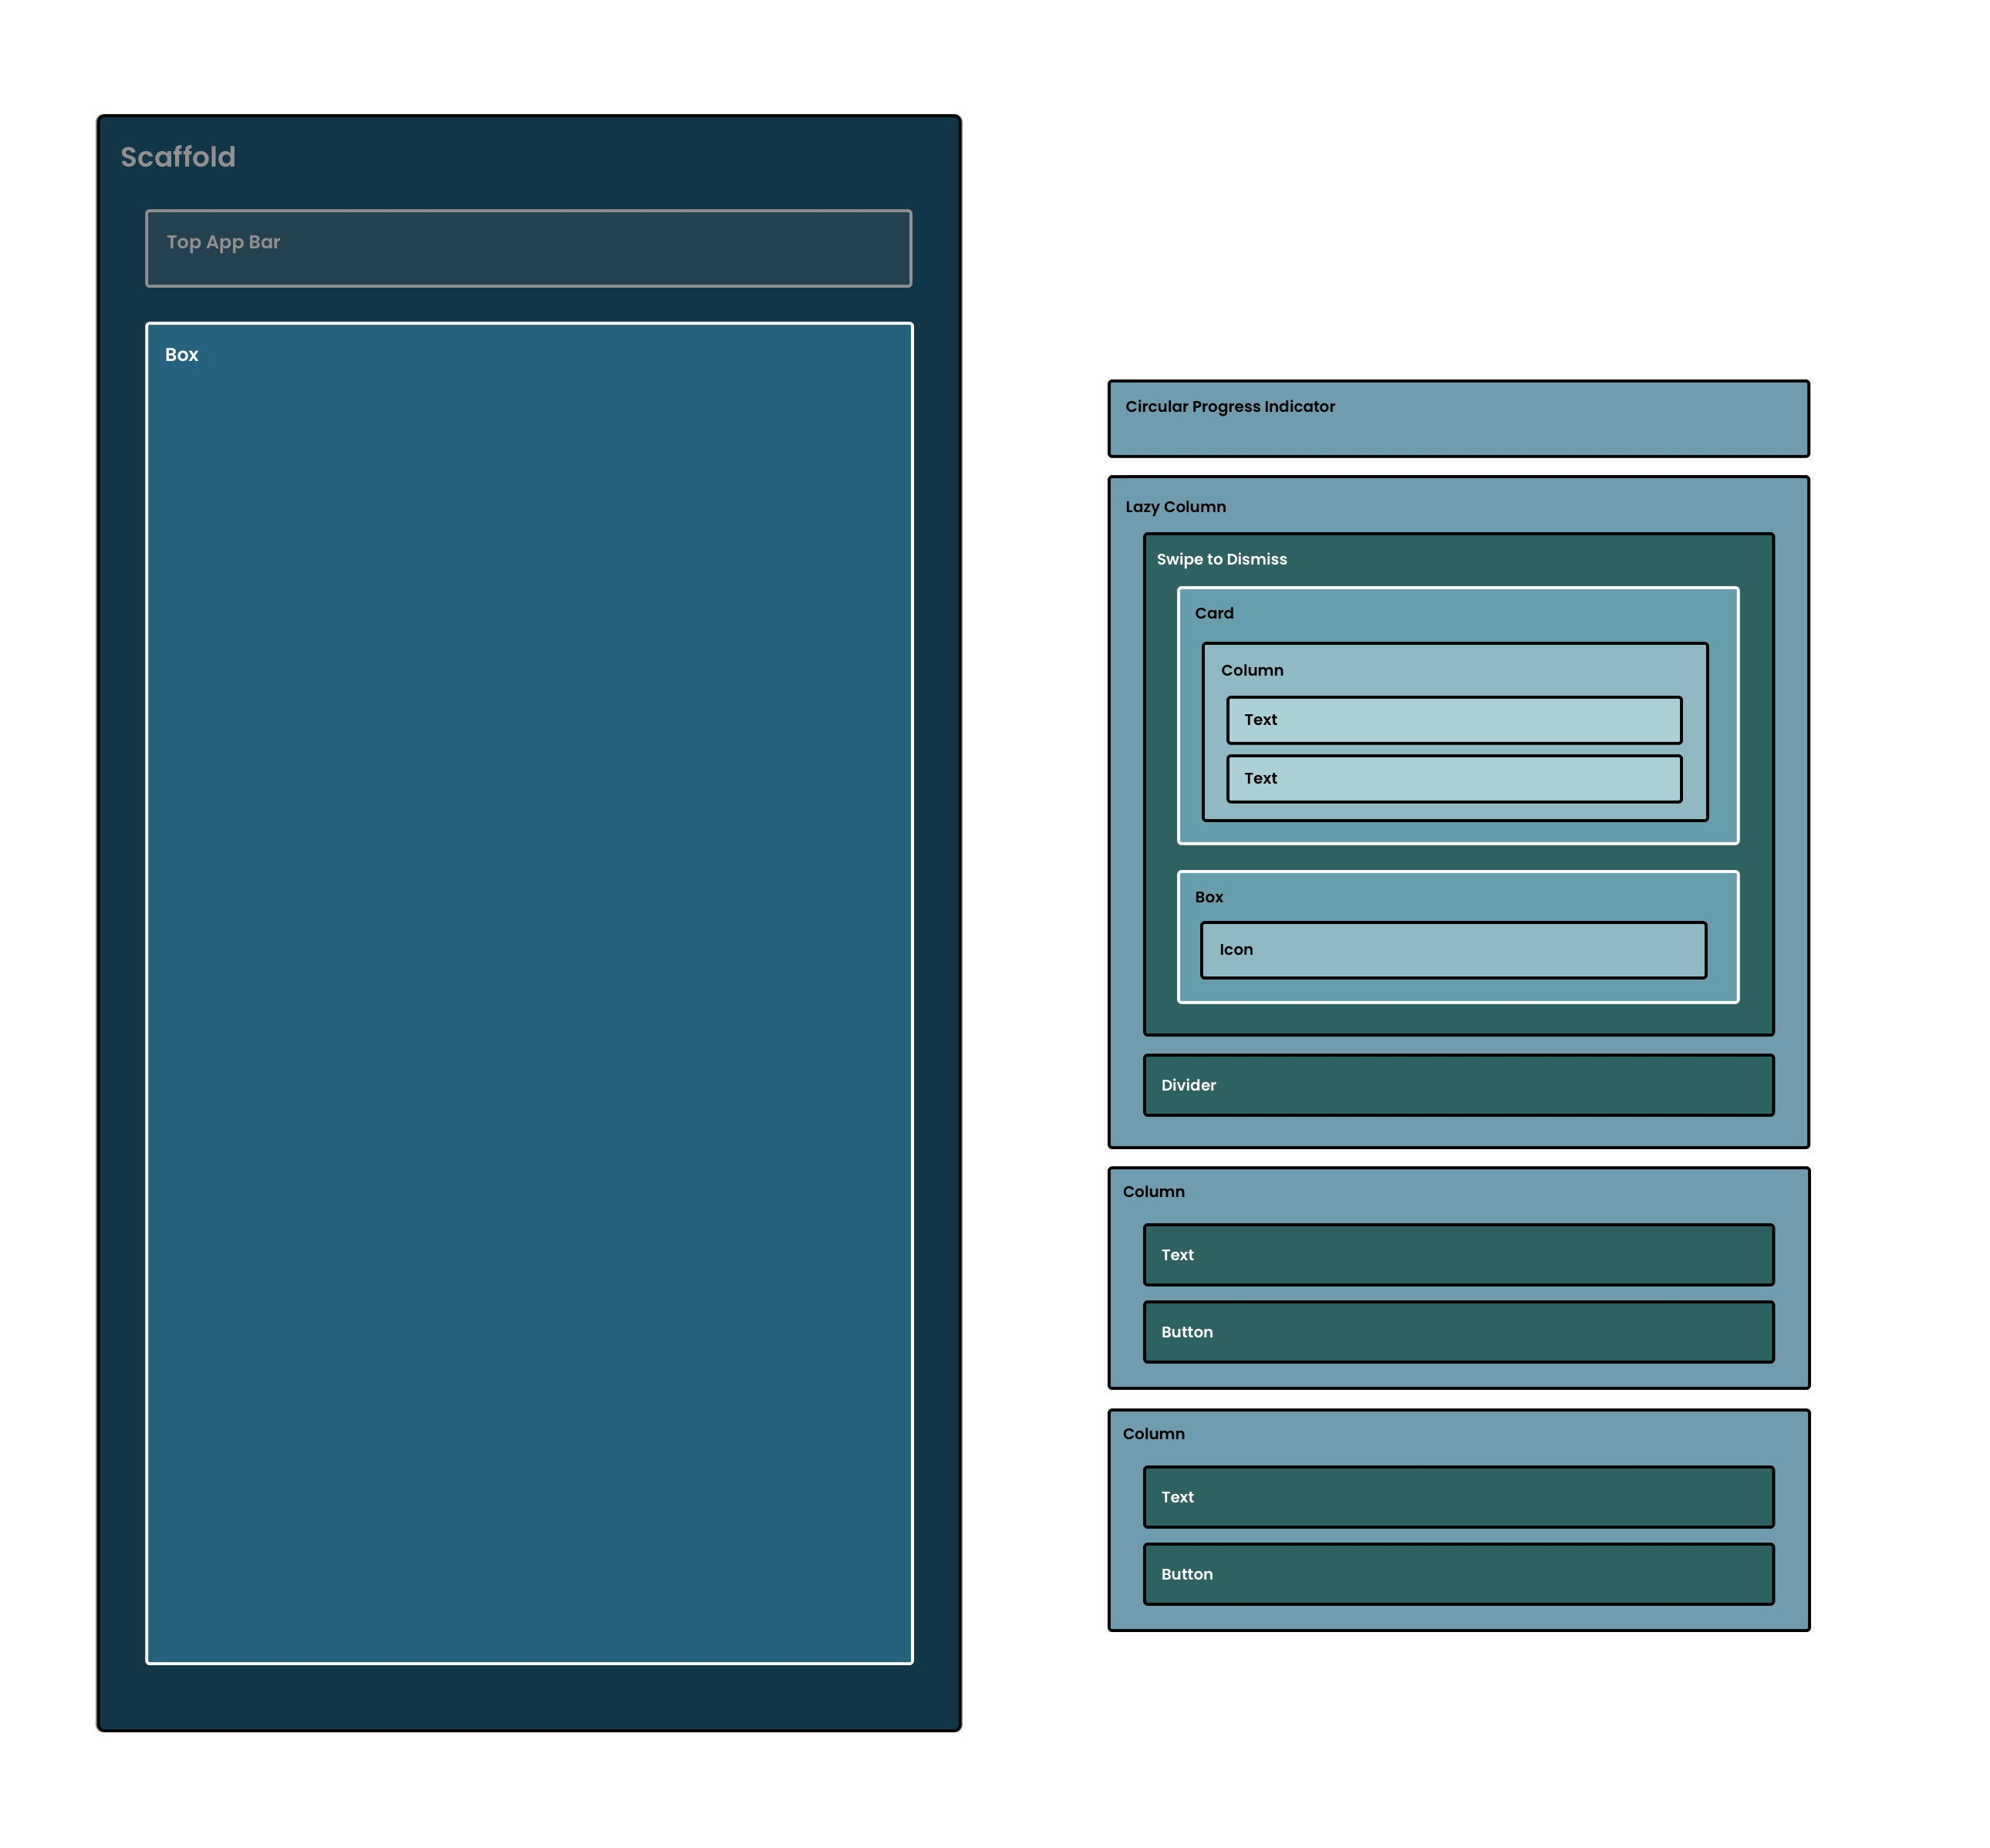 Scaffold
Top App Bar
Box
Circular Progress Indicator
Lazy Column
Swipe to Dismiss
Card
Column
Text
Text
Box
Icon
Divider
Column
Text
Button
Column
Text
Button